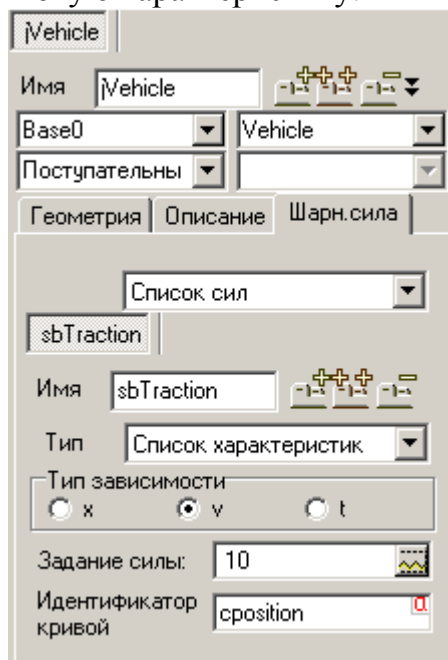 jVehicle
Имя jVehicle
Base0 Vehicle
Поступательны
Геометрия Описание Шарн.сила
Список сил
sbTraction
Имя sbTraction
Тип Список характеристик
Тип зависимости
x v t
Задание силы: 10
Идентификатор
кривой cposition